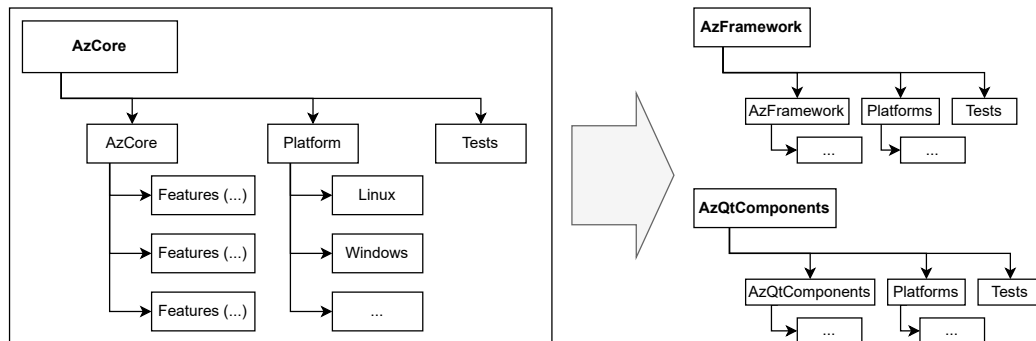 AzCore
AzCore
Platform
Tests
Features (...)
Linux
Features (...)
Windows
Features (...)
...
AzFramework
AzFramework
Platforms
Tests
...
...
AzQtComponents
AzQtComponents
Platforms
Tests
...
...